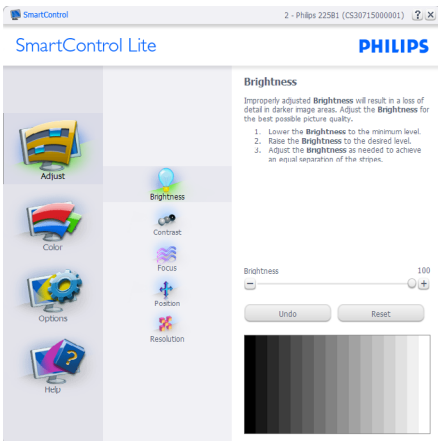 SmartControl
2 - Philips 225B1 (CS30715000001)
SmartControl Lite
PHILIPS
Adjust
Color
Options
Help
Brightness
Contrast
Focus
Position
Resolution
Brightness
Improperly adjusted Brightness will result in a loss of
detail in darker image areas. Adjust the Brightness for
the best possible picture quality.
1. Lower the Brightness to the minimum level.
2. Raise the Brightness to the desired level.
3. Adjust the Brightness as needed to achieve
an equal separation of the stripes.
Brightness 100
Undo Reset